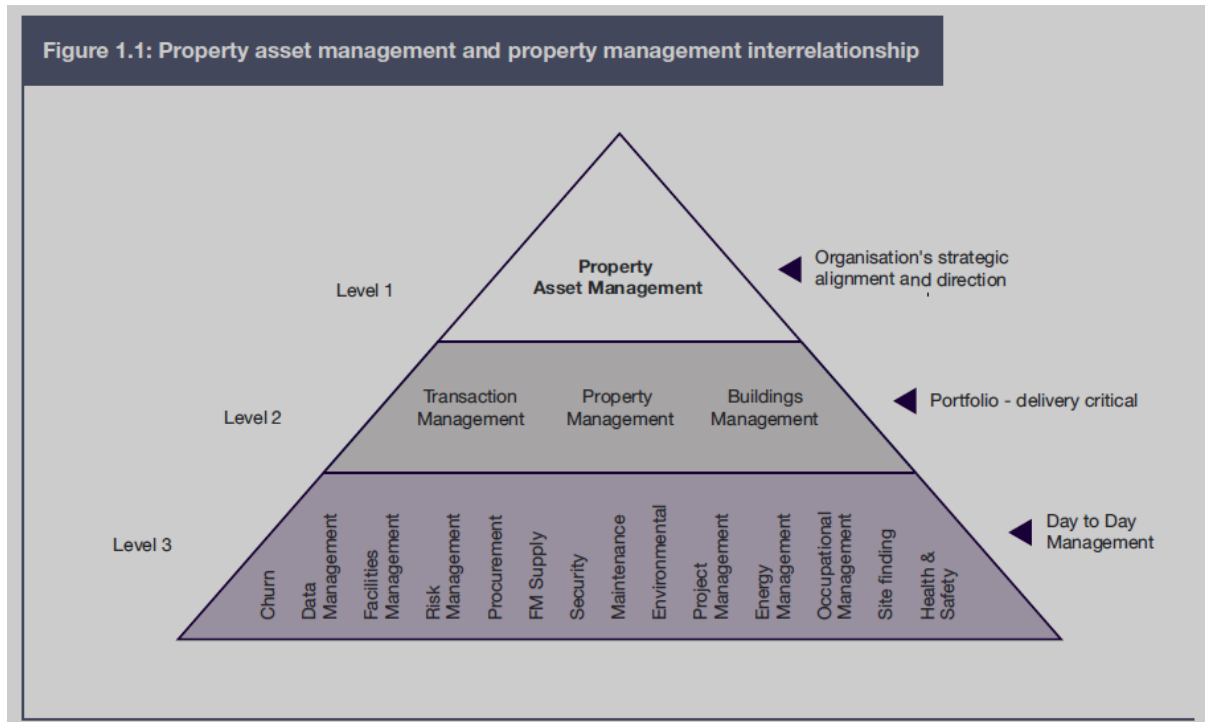 Figure 1.1: Property asset management and property management interrelationship
Level 1
Property
Asset Management
Organisation's strategic
alignment and direction
Level 2
Transaction
Management
Property
Management
Buildings
Management
Portfolio - delivery critical
Level 3
Churn
Data
Management
Facilities
Management
Risk
Management
Procurement
FM Supply
Security
Maintenance
Environmental
Project
Management
Energy
Management
Occupational
Management
Site finding
Health &
Safety
Day to Day
Management